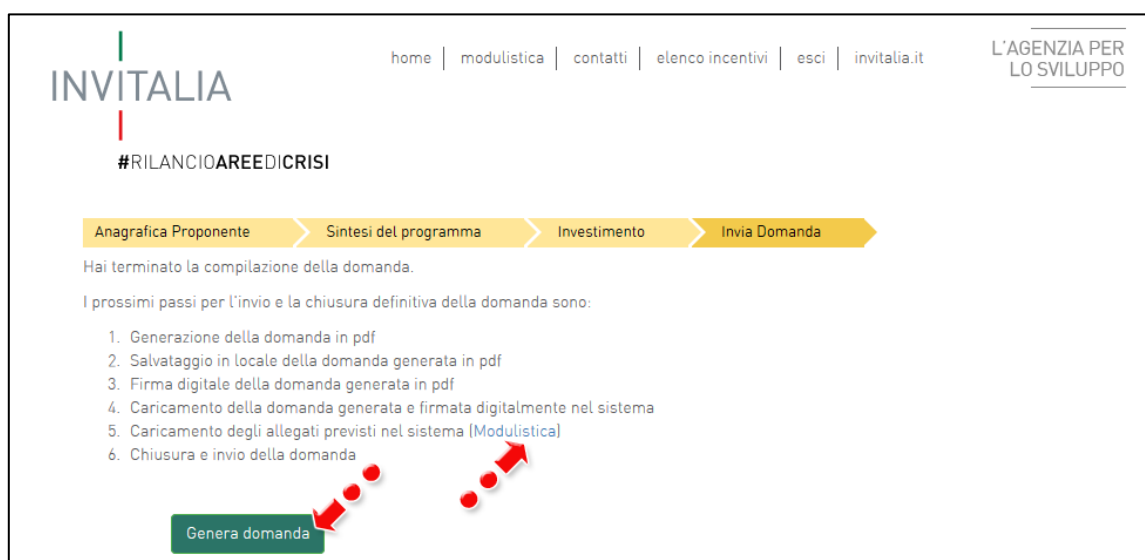 INVITALIA
home | modulistica | contatti | elenco incentivi | esci | invitalia.it
L'AGENZIA PER
LO SVILUPPO
#RILANCIOAREEDICRISI
Anagrafica Proponente
Sintesi del programma
Investimento
Invia Domanda
Hai terminato la compilazione della domanda.
I prossimi passi per l'invio e la chiusura definitiva della domanda sono:
1. Generazione della domanda in pdf
2. Salvataggio in locale della domanda generata in pdf
3. Firma digitale della domanda generata in pdf
4. Caricamento della domanda generata e firmata digitalmente nel sistema
5. Caricamento degli allegati previsti nel sistema (Modulistica)
6. Chiusura e invio della domanda
Genera domanda